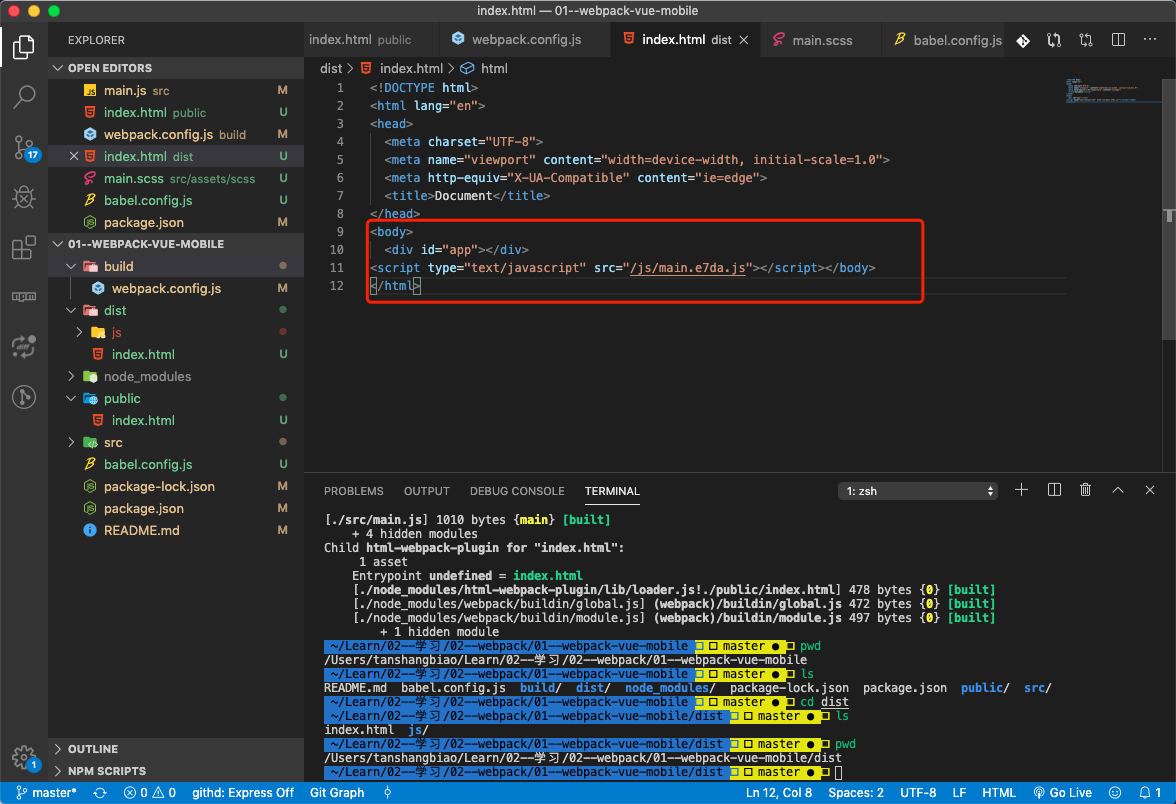 index.html — 01--webpack-vue-mobile
EXPLORER
OPEN EDITORS
main.js src M
index.html public U
webpack.config.js build M
index.html dist U
main.scss src/assets/scss U
babel.config.js U
package.json M
01--WEBPACK-VUE-MOBILE
build
webpack.config.js M
dist
js
index.html U
node_modules
public
index.html U
src
babel.config.js U
package-lock.json M
package.json M
README.md M
OUTLINE
NPM SCRIPTS
17
1
index.html public
webpack.config.js
index.html dist
main.scss
babel.config.js
dist > index.html > html
1 <!DOCTYPE html>
2 <html lang="en">
3 <head>
4 <meta charset="UTF-8">
5 <meta name="viewport" content="width=device-width, initial-scale=1.0">
6 <meta http-equiv="X-UA-Compatible" content="ie=edge">
7 <title>Document</title>
8 </head>
9 <body>
10 <div id="app"></div>
11 <script type="text/javascript" src="/js/main.e7da.js"></script></body>
12 </html>
PROBLEMS OUTPUT DEBUG CONSOLE TERMINAL
1: zsh
[./src/main.js] 1010 bytes {main} [built]
+ 4 hidden modules
Child html-webpack-plugin for "index.html":
1 asset
Entrypoint undefined = index.html
[./node_modules/html-webpack-plugin/lib/loader.js!./public/index.html] 478 bytes {0} [built]
[./node_modules/webpack/buildin/global.js] (webpack)/buildin/global.js 472 bytes {0} [built]
[./node_modules/webpack/buildin/module.js] (webpack)/buildin/module.js 497 bytes {0} [built]
+ 1 hidden module
~/Learn/02--学习/02--webpack/01--webpack-vue-mobile master ● pwd
/Users/tanshangbiao/Learn/02--学习/02--webpack/01--webpack-vue-mobile
~/Learn/02--学习/02--webpack/01--webpack-vue-mobile master ● ls
README.md babel.config.js build/ dist/ node_modules/ package-lock.json package.json public/ src/
~/Learn/02--学习/02--webpack/01--webpack-vue-mobile master ● cd dist
~/Learn/02--学习/02--webpack/01--webpack-vue-mobile/dist master ● ls
index.html js/
~/Learn/02--学习/02--webpack/01--webpack-vue-mobile/dist master ● pwd
/Users/tanshangbiao/Learn/02--学习/02--webpack/01--webpack-vue-mobile/dist
~/Learn/02--学习/02--webpack/01--webpack-vue-mobile/dist master ●
master* 0 0 githd: Express Off Git Graph Ln 12, Col 8 Spaces: 2 UTF-8 LF HTML Go Live 1